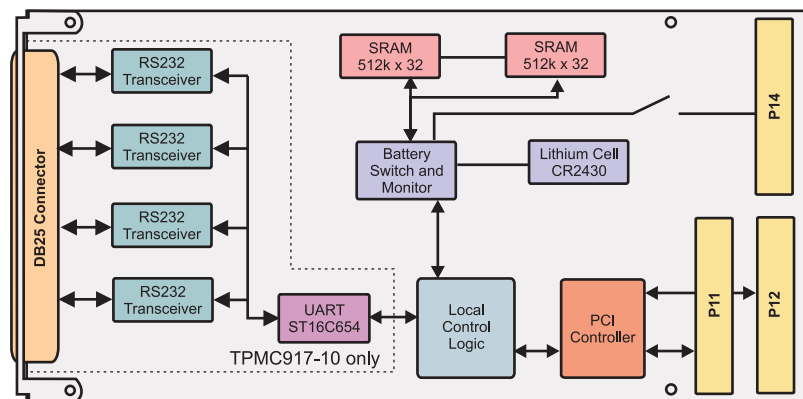 DB25 Connector
RS232
Transceiver
RS232
Transceiver
RS232
Transceiver
RS232
Transceiver
UART
ST16C654
TPMC917-10 only
SRAM
512k x 32
SRAM
512k x 32
Battery
Switch and
Monitor
Lithium Cell
CR2430
Local
Control
Logic
PCI
Controller
P14
P11
P12